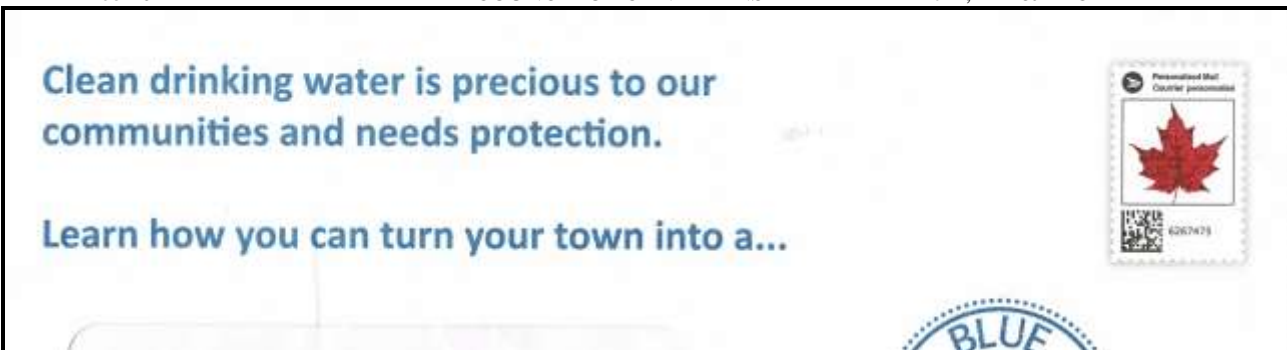 Clean drinking water is precious to our
communities and needs protection.
Personalized Mail
Courrier personnalisé
6267475
Learn how you can turn your town into a...
BLUE